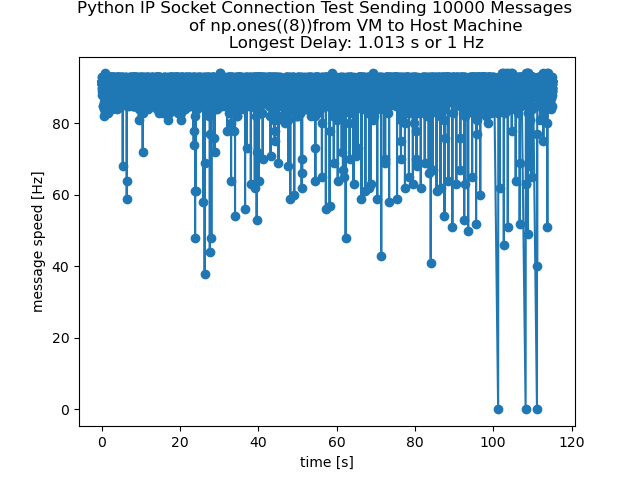 Python IP Socket Connection Test Sending 10000 Messages
of np.ones((8))from VM to Host Machine
Longest Delay: 1.013 s or 1 Hz
message speed [Hz]
80
60
40
20
0
0 20 40 60 80 100 120
time [s]